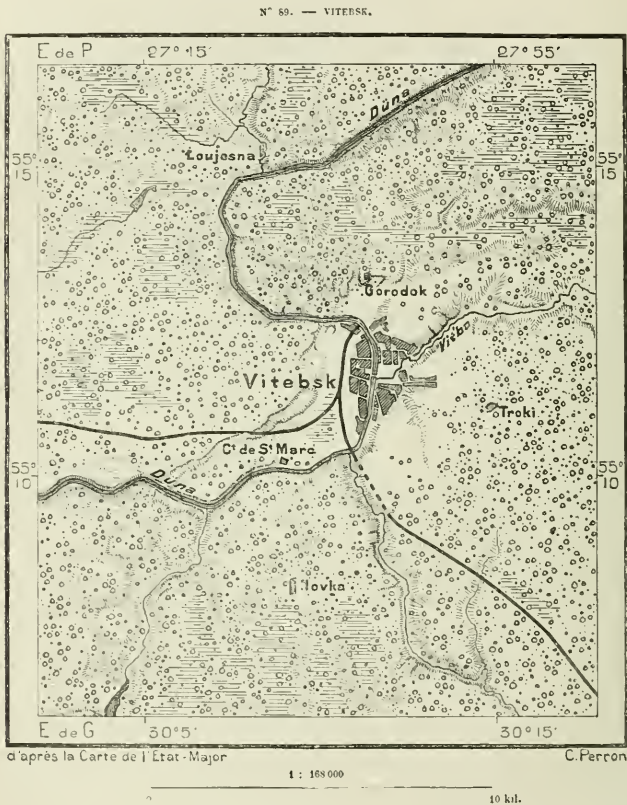 N° 89. — VITEBSK.
E de P 27° 15′ 27° 55′
Düna
55° 15 Loujesna 55° 15
Gorodok
Vitba
Vitebsk
Troki
Ct de St Marc
55° 10 Düna 55° 10
Ilovka
E de G 30° 5′ 30° 15′
d'après la Carte de l'Etat-Major C. Perron
1 : 168 000
0 10 kil.